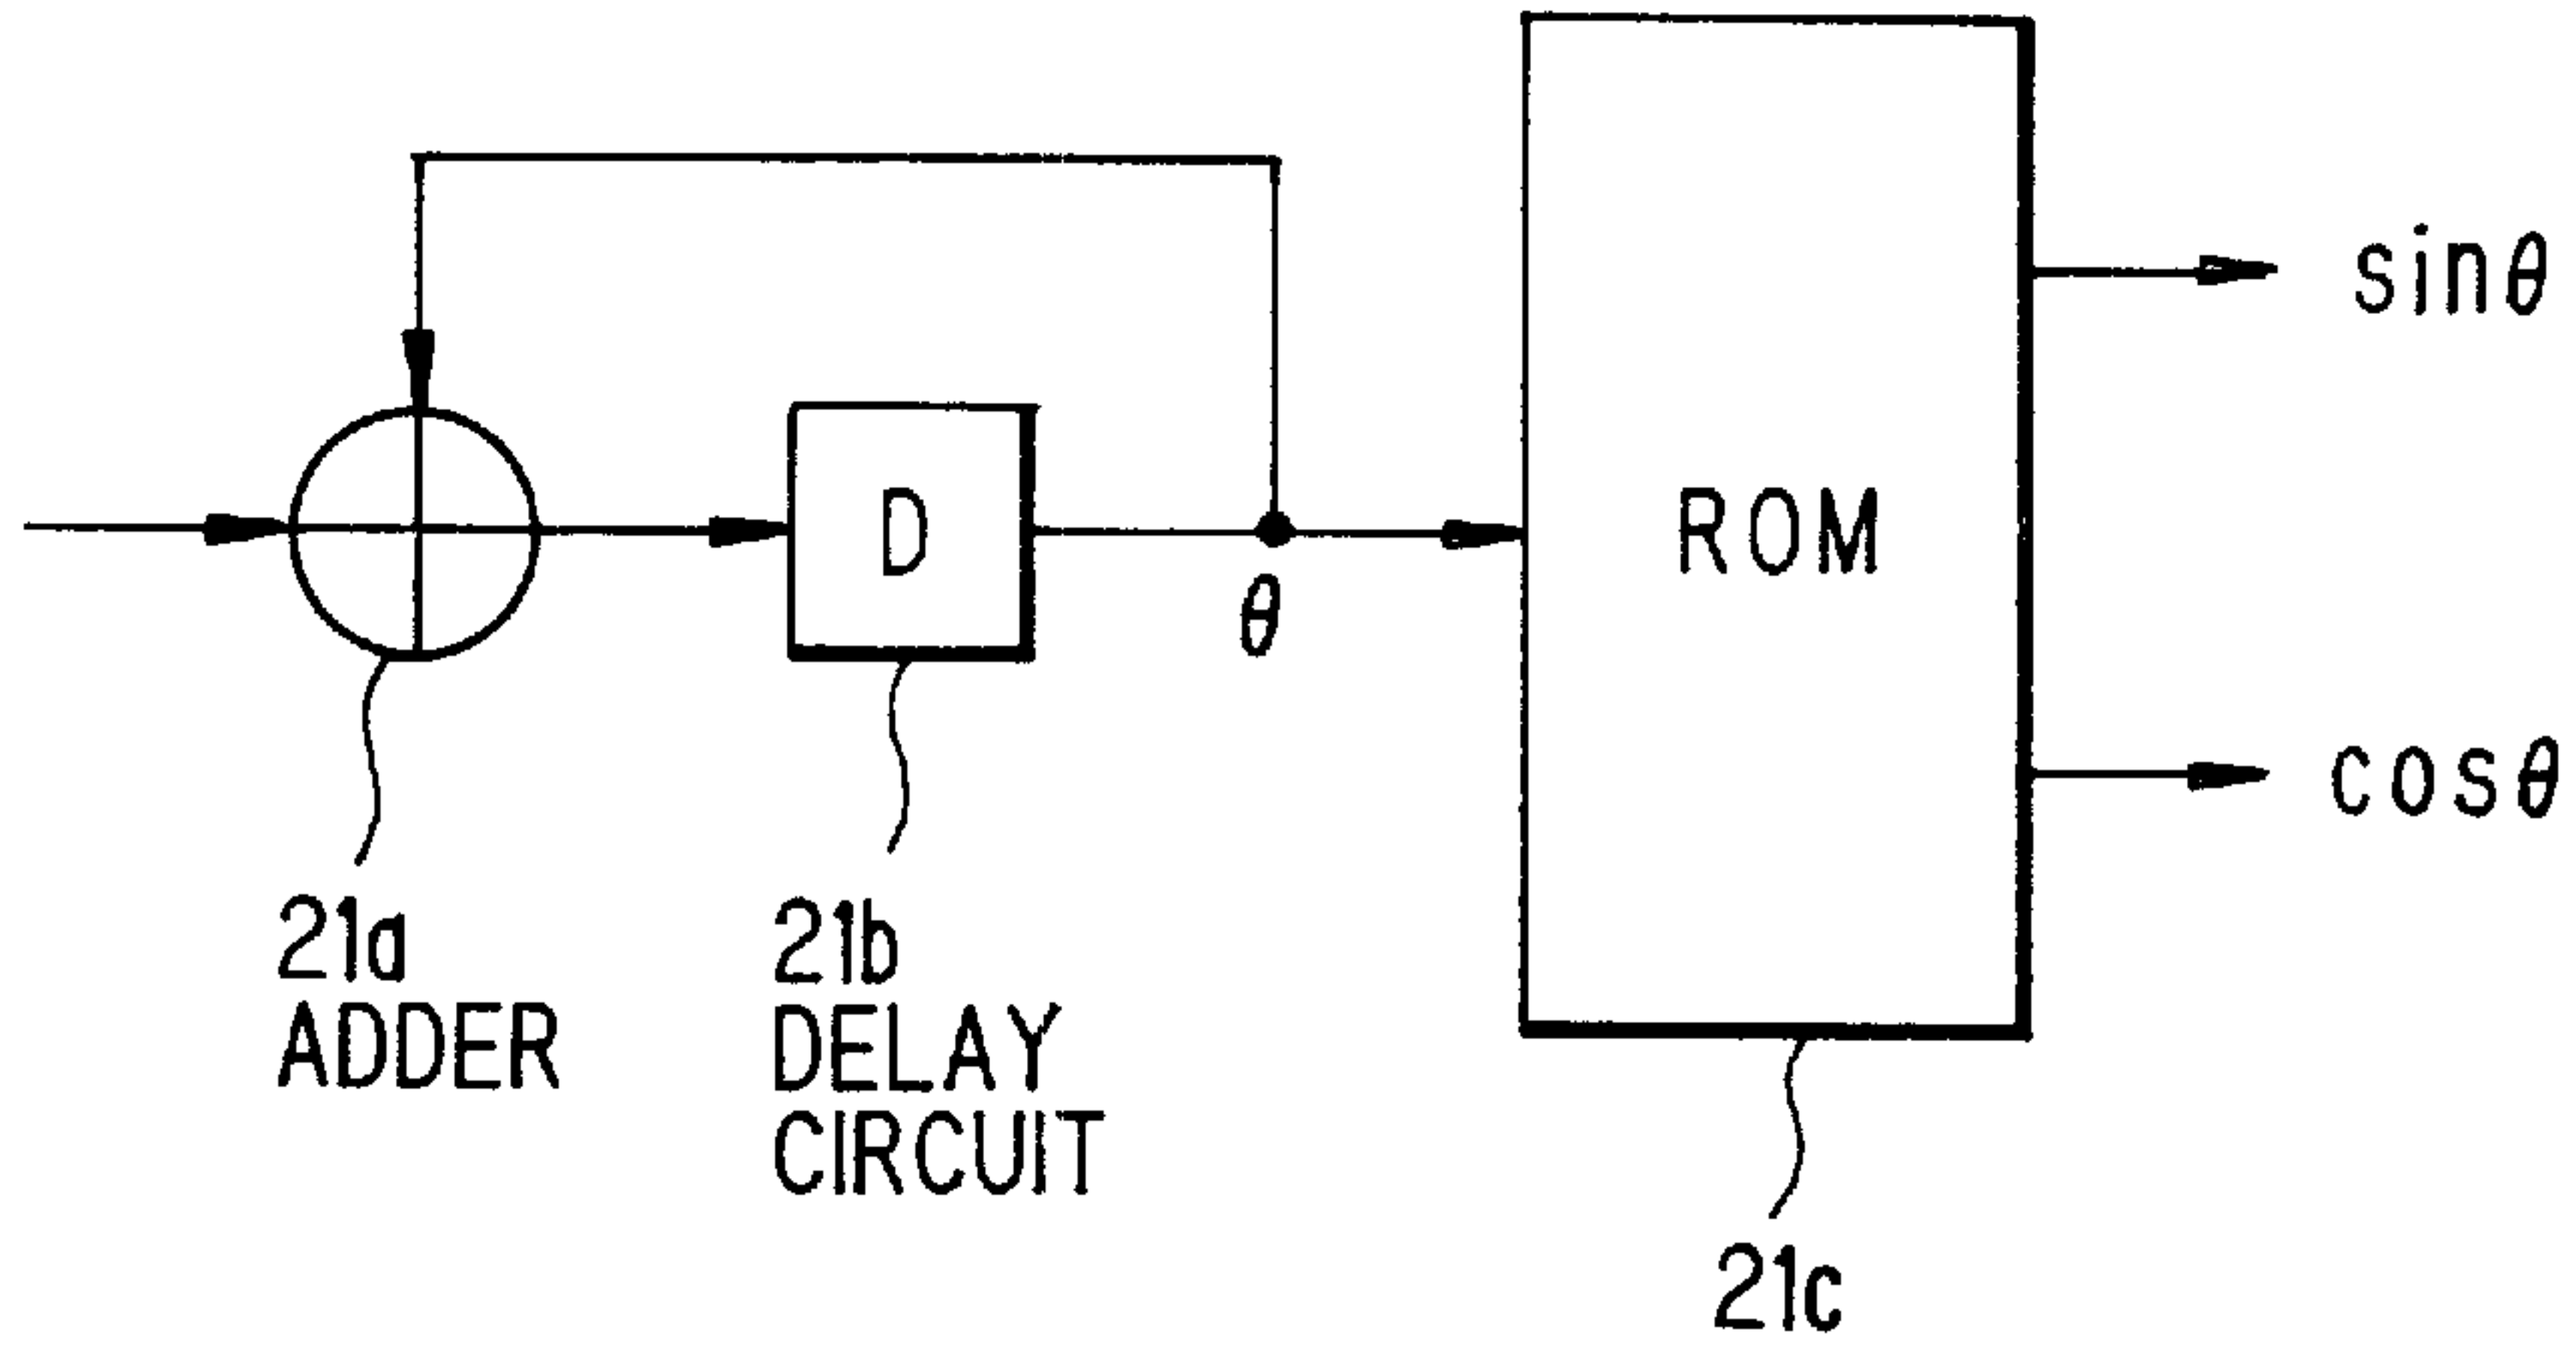 sinθ
D
ROM
θ
cosθ
21a
ADDER
21b
DELAY
CIRCUIT
21c